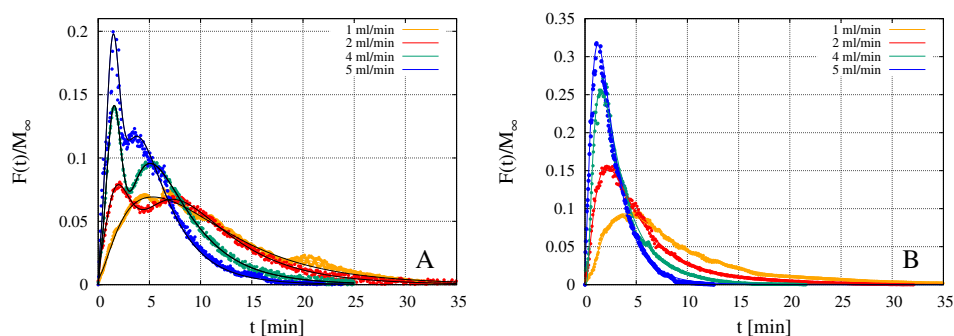 F(t)/M∞
0.2
0.15
0.1
0.05
0
0 5 10 15 20 25 30 35
t [min]
1 ml/min
2 ml/min
4 ml/min
5 ml/min
A
F(t)/M∞
0.35
0.3
0.25
0.2
0.15
0.1
0.05
0
0 5 10 15 20 25 30 35
t [min]
1 ml/min
2 ml/min
4 ml/min
5 ml/min
B